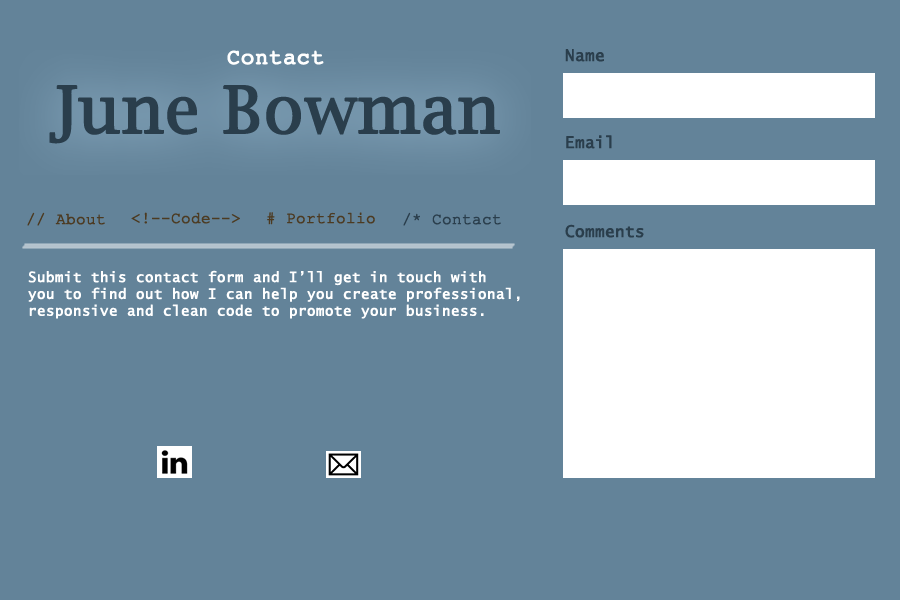 Contact
June Bowman
// About <!--Code--> # Portfolio /* Contact
Submit this contact form and I’ll get in touch with
you to find out how I can help you create professional,
responsive and clean code to promote your business.
in
Name
Email
Comments